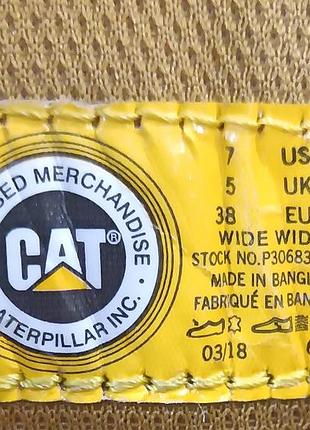 SED MERCHANDISE
CAT®
ATERPILLAR INC.
7 US
5 UK
38 EU
WIDE WID
STOCK NO.P30683
MADE IN BANGL
FABRIQUÉ EN BAN
03/18